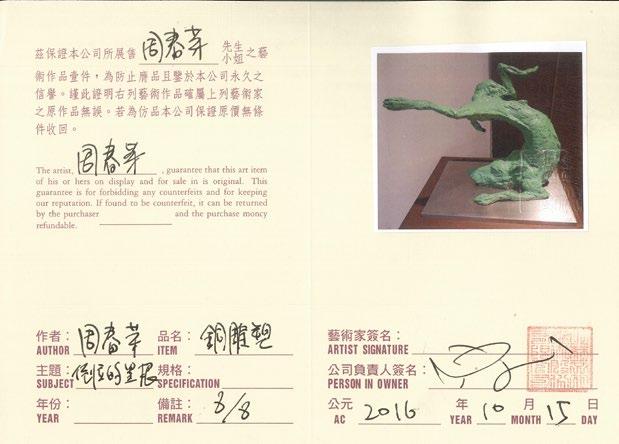 茲保證本公司所展售 周春芽 先生 小姐 之藝
術作品壹件，為防止膺品且鑒於本公司永久之
信譽。謹此證明右列藝術作品確屬上列藝術家
之原作品無誤。若為仿品本公司保證原價無條
件收回。
The artist, 周春芽 , guarantee that this art item
of his or hers on display and for sale in is original. This
guarantee is for forbidding any counterfeits and for keeping
our reputation. If found to be counterfeit, it can be returned
by the purchaser and the purchase money
refundable.
作者： 周春芽 品名： 銅雕塑
AUTHOR ITEM
主題： 規格：
SUBJECT SPECIFICATION
年份： 備註： 8/8
YEAR REMARK
藝術家簽名：
ARTIST SIGNATURE
公司負責人簽名：
PERSON IN OWNER
公元 2016 年 10 月 15 日
AC YEAR MONTH DAY